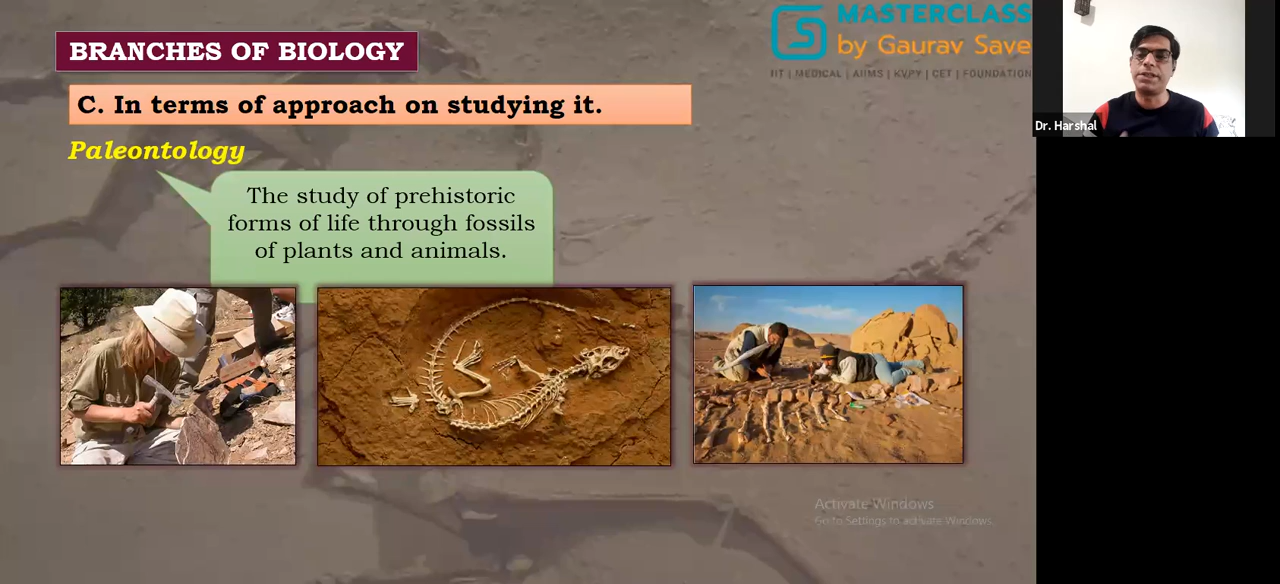 MASTERCLASS
by Gaurav Save
IIT | MEDICAL | AIIMS | KVPY | CET | FOUNDATION
BRANCHES OF BIOLOGY
C. In terms of approach on studying it.
Dr. Harshal
Paleontology
The study of prehistoric
forms of life through fossils
of plants and animals.
Activate Windows
Go to Settings to activate Windows.